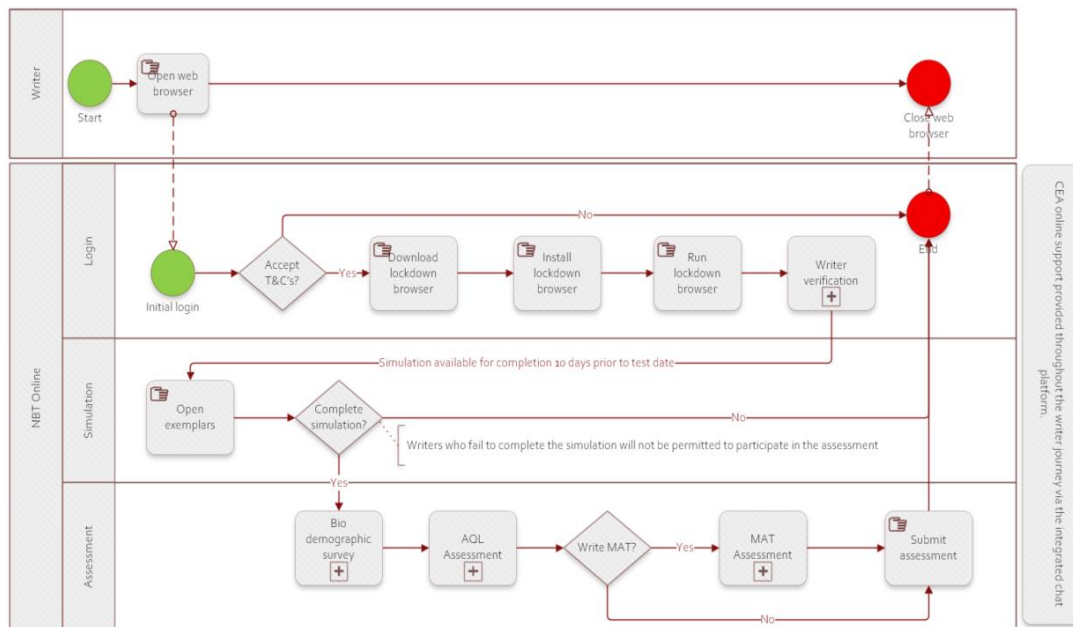 Writer
Start
Open web
browser
Close web
browser
NBT Online
Login
Initial login
Accept
T&C's?
No
Yes
Download
lockdown
browser
Install
lockdown
browser
Run
lockdown
browser
Writer
verification
End
Simulation
Simulation available for completion 10 days prior to test date
Open
exemplars
Complete
simulation?
No
Writers who fail to complete the simulation will not be permitted to participate in the assessment
Yes
Assessment
Bio
demographic
survey
AQL
Assessment
Write MAT?
Yes
MAT
Assessment
Submit
assessment
No
CEA online support provided throughout the writer journey via the integrated chat
platform.